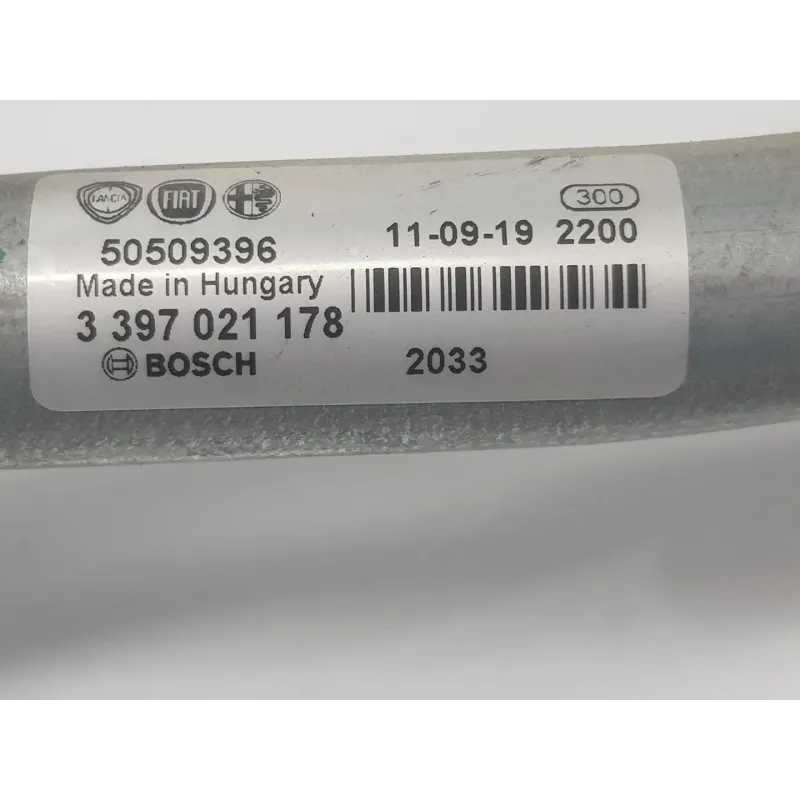 LANCIA FIAT
300
50509396
11-09-19 2200
Made in Hungary
3 397 021 178
BOSCH
2033